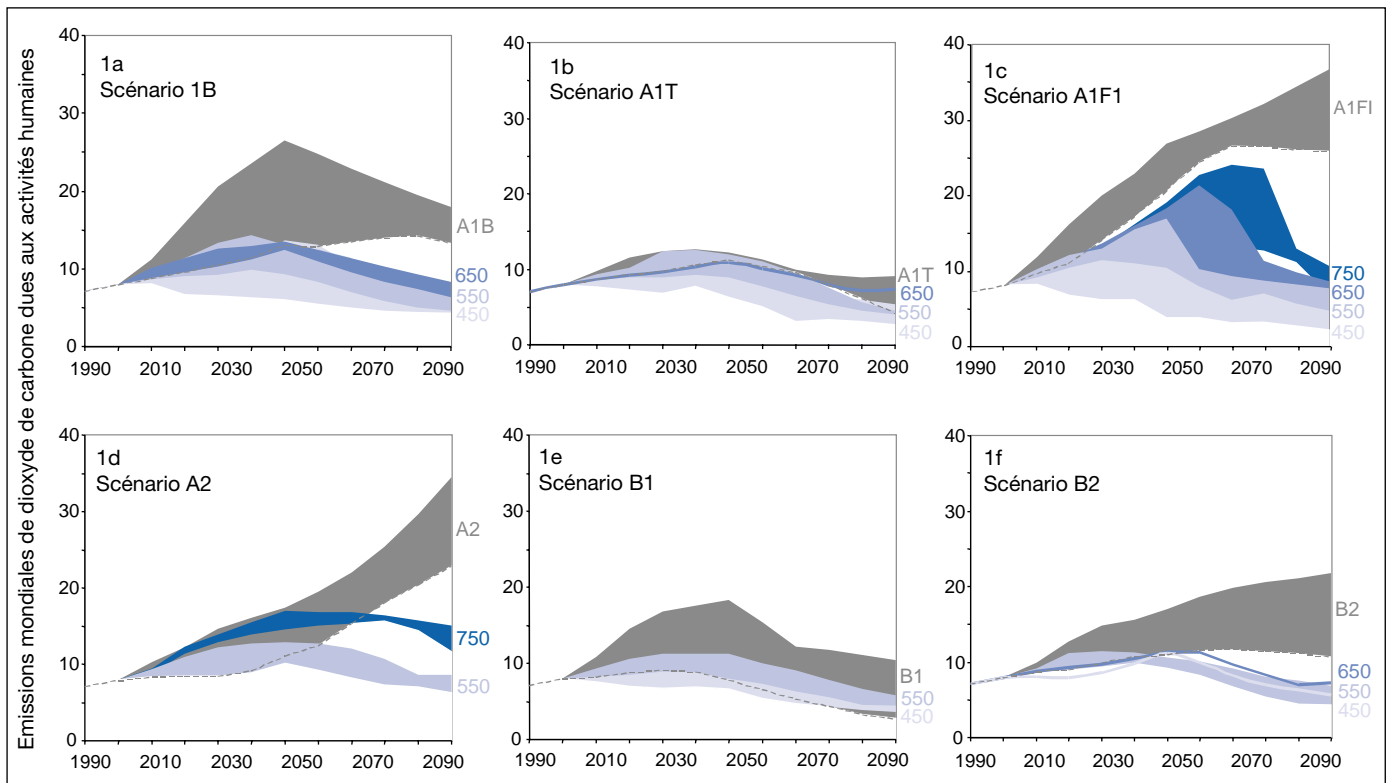 Emissions mondiales de dioxyde de carbone dues aux activités humaines
1a
Scénario 1B
40
30
20
10
0
1990 2010 2030 2050 2070 2090
A1B
650
550
450
1b
Scénario A1T
40
30
20
10
0
1990 2010 2030 2050 2070 2090
A1T
650
550
450
1c
Scénario A1F1
40
30
20
10
0
1990 2010 2030 2050 2070 2090
A1FI
750
650
550
450
1d
Scénario A2
40
30
20
10
0
1990 2010 2030 2050 2070 2090
A2
750
550
1e
Scénario B1
40
30
20
10
0
1990 2010 2030 2050 2070 2090
B1
550
450
1f
Scénario B2
40
30
20
10
0
1990 2010 2030 2050 2070 2090
B2
650
550
450